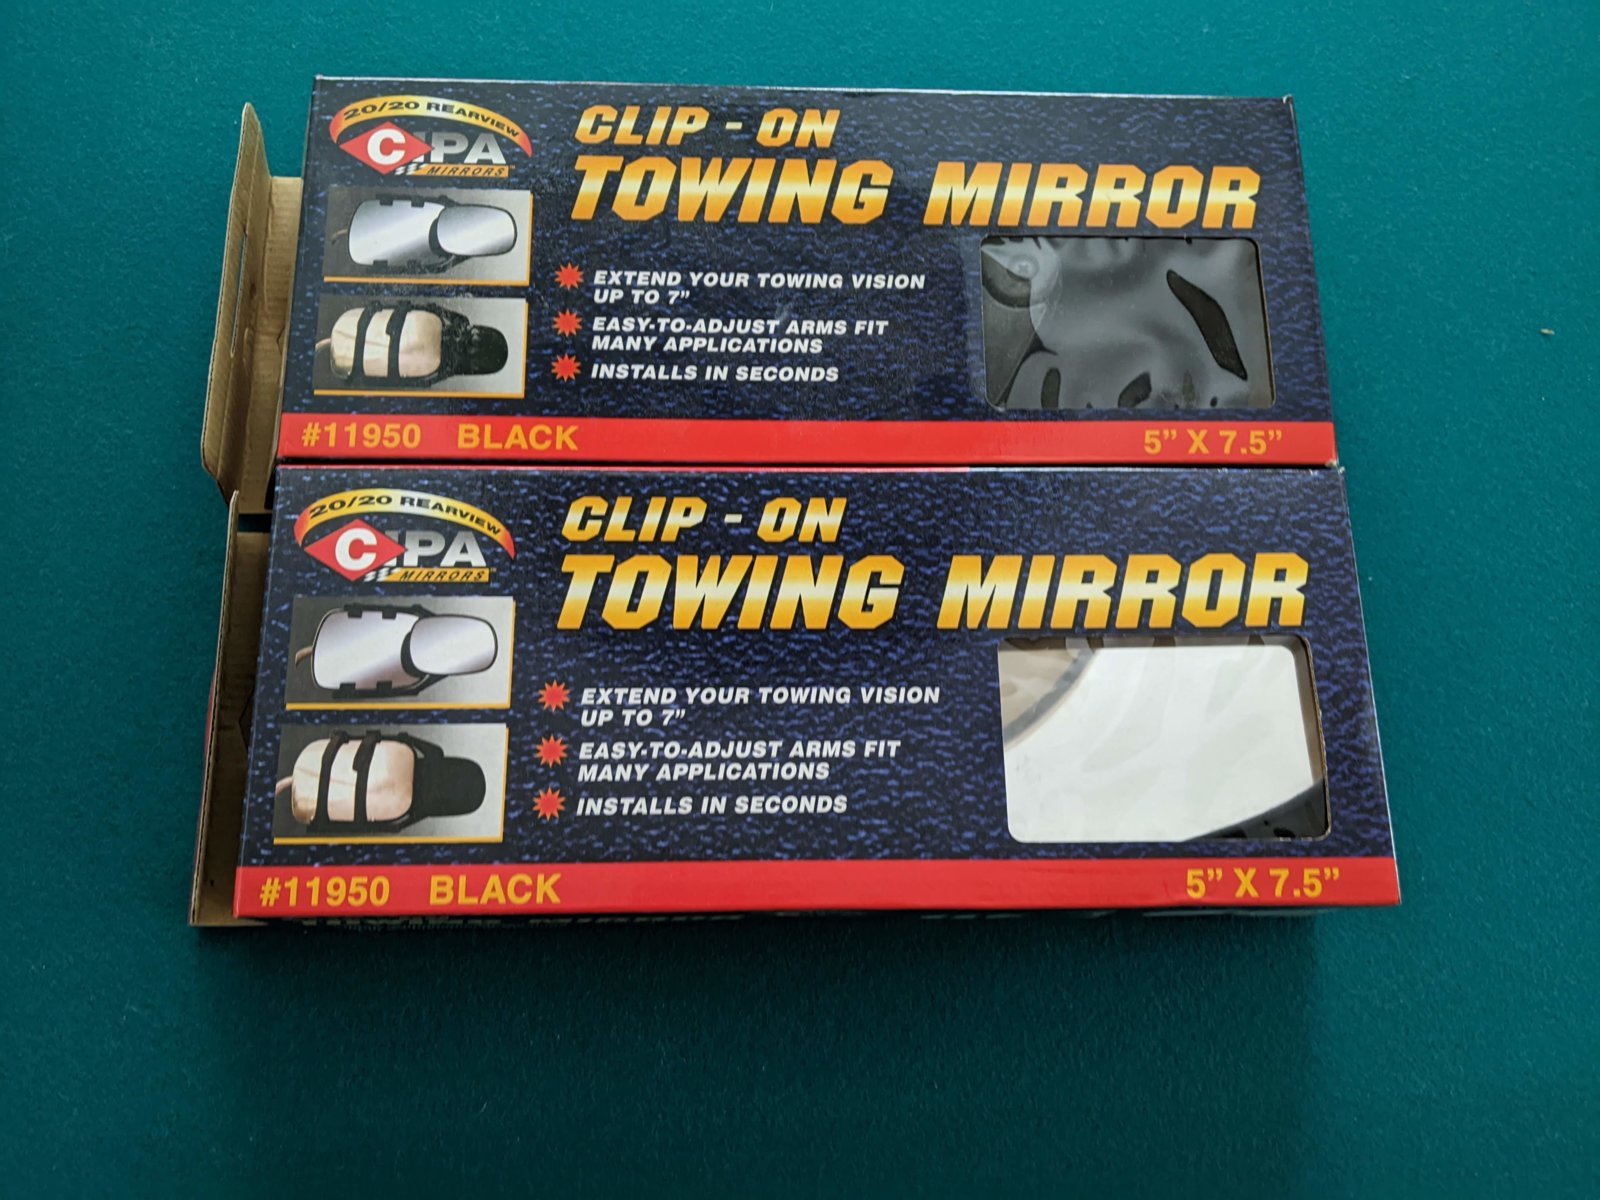 20/20 REARVIEW
CIPA
MIRRORS™
CLIP - ON
TOWING MIRROR
EXTEND YOUR TOWING VISION
UP TO 7”
EASY-TO-ADJUST ARMS FIT
MANY APPLICATIONS
INSTALLS IN SECONDS
#11950 BLACK 5” X 7.5”
20/20 REARVIEW
CIPA
MIRRORS™
CLIP - ON
TOWING MIRROR
EXTEND YOUR TOWING VISION
UP TO 7”
EASY-TO-ADJUST ARMS FIT
MANY APPLICATIONS
INSTALLS IN SECONDS
#11950 BLACK 5” X 7.5”